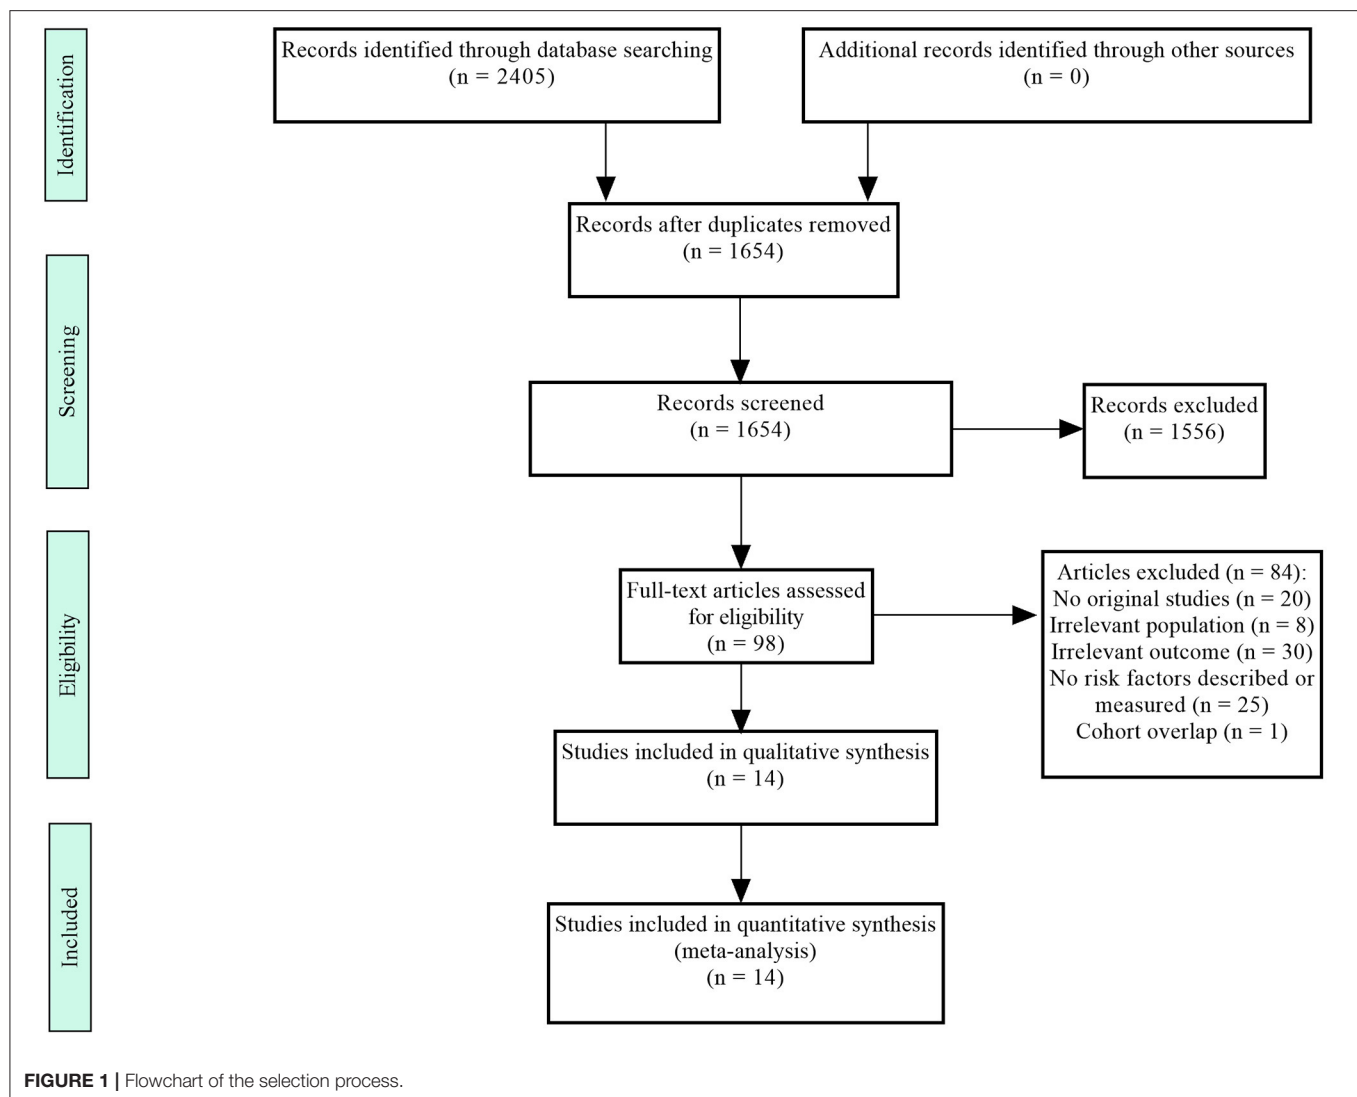 Identification
Records identified through database searching
(n = 2405)
Additional records identified through other sources
(n = 0)
Records after duplicates removed
(n = 1654)
Screening
Records screened
(n = 1654)
Records excluded
(n = 1556)
Eligibility
Full-text articles assessed
for eligibility
(n = 98)
Articles excluded (n = 84):
No original studies (n = 20)
Irrelevant population (n = 8)
Irrelevant outcome (n = 30)
No risk factors described or
measured (n = 25)
Cohort overlap (n = 1)
Studies included in qualitative synthesis
(n = 14)
Included
Studies included in quantitative synthesis
(meta-analysis)
(n = 14)
FIGURE 1 | Flowchart of the selection process.